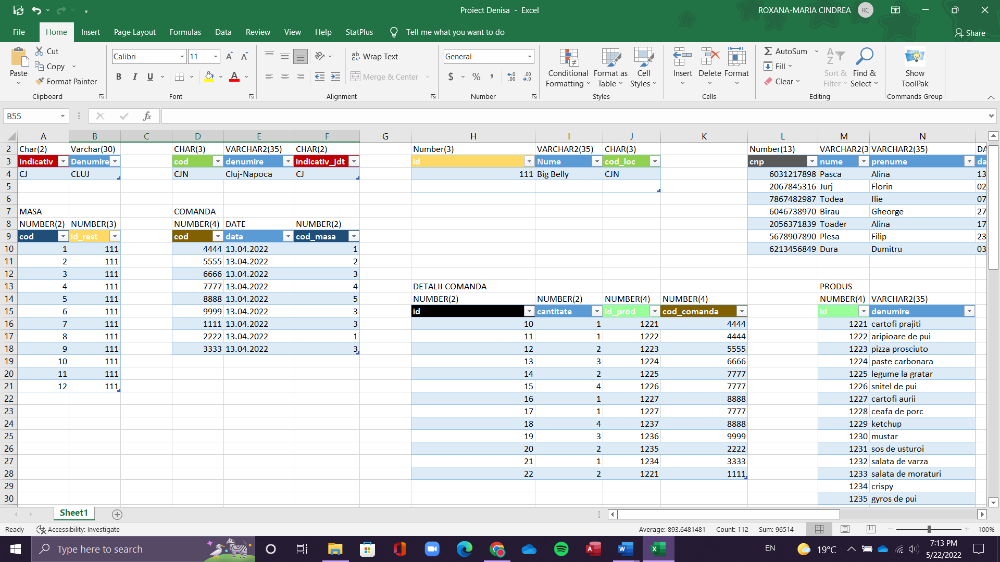 Proiect Denisa - Excel
ROXANA-MARIA CINDREA RC
File Home Insert Page Layout Formulas Data Review View Help StatPlus Tell me what you want to do Share
Paste Cut Copy Format Painter Clipboard
Calibri 11 B I U A Font
Wrap Text Merge & Center Alignment
General $ % , Number
Conditional Formatting Format as Table Cell Styles Styles
Insert Delete Format Cells
AutoSum Fill Clear Sort & Filter Find & Select Editing
Show ToolPak Commands Group
B55 fx
A B C D E F G H I J K L M N
2 Char(2) Varchar(30) CHAR(3) VARCHAR2(35) CHAR(2) Number(3) VARCHAR2(35) CHAR(3) Number(13) VARCHAR2(3 VARCHAR2(35) DA
3 Indicativ Denumire cod denumire indicativ_jdt id Nume cod_loc cnp nume prenume da
4 CJ CLUJ CJN Cluj-Napoca CJ 111 Big Belly CJN 6031217898 Pasca Alina 13
5 2067845316 Jurj Florin 02
6 7867482987 Todea Ilie 07
7 MASA COMANDA 6046738970 Birau Gheorge 27
8 NUMBER(2) NUMBER(3) NUMBER(4) DATE NUMBER(2) 2056371839 Toader Alina 17
9 cod id_rest cod data cod_masa 5678907890 Plesa Filip 23
10 1 111 4444 13.04.2022 1 6213456849 Dura Dumitru 03
11 2 111 5555 13.04.2022 2
12 3 111 6666 13.04.2022 3
13 4 111 7777 13.04.2022 4 DETALII COMANDA PRODUS
14 5 111 8888 13.04.2022 5 NUMBER(2) NUMBER(2) NUMBER(4) NUMBER(4) NUMBER(4) VARCHAR2(35)
15 6 111 9999 13.04.2022 3 id cantitate id_prod cod_comanda id denumire
16 7 111 1111 13.04.2022 3 10 1 1221 4444 1221 cartofi prajiti
17 8 111 2222 13.04.2022 1 11 1 1222 4444 1222 aripioare de pui
18 9 111 3333 13.04.2022 3 12 2 1223 5555 1223 pizza prosciuto
19 10 111 13 3 1224 6666 1224 paste carbonara
20 11 111 14 2 1225 7777 1225 legume la gratar
21 12 111 15 4 1226 7777 1226 snitel de pui
22 16 1 1227 8888 1227 cartofi aurii
23 17 1 1227 7777 1228 ceafa de porc
24 18 4 1237 8888 1229 ketchup
25 19 3 1236 9999 1230 mustar
26 20 2 1235 2222 1231 sos de usturoi
27 21 1 1234 3333 1232 salata de varza
28 22 2 1221 1111 1233 salata de moraturi
29 1234 crispy
30 1235 gyros de pui
Sheet1
Ready Accessibility: Investigate Average: 893.6481481 Count: 112 Sum: 96514 100%
Type here to search EN 19°C 7:13 PM
5/22/2022